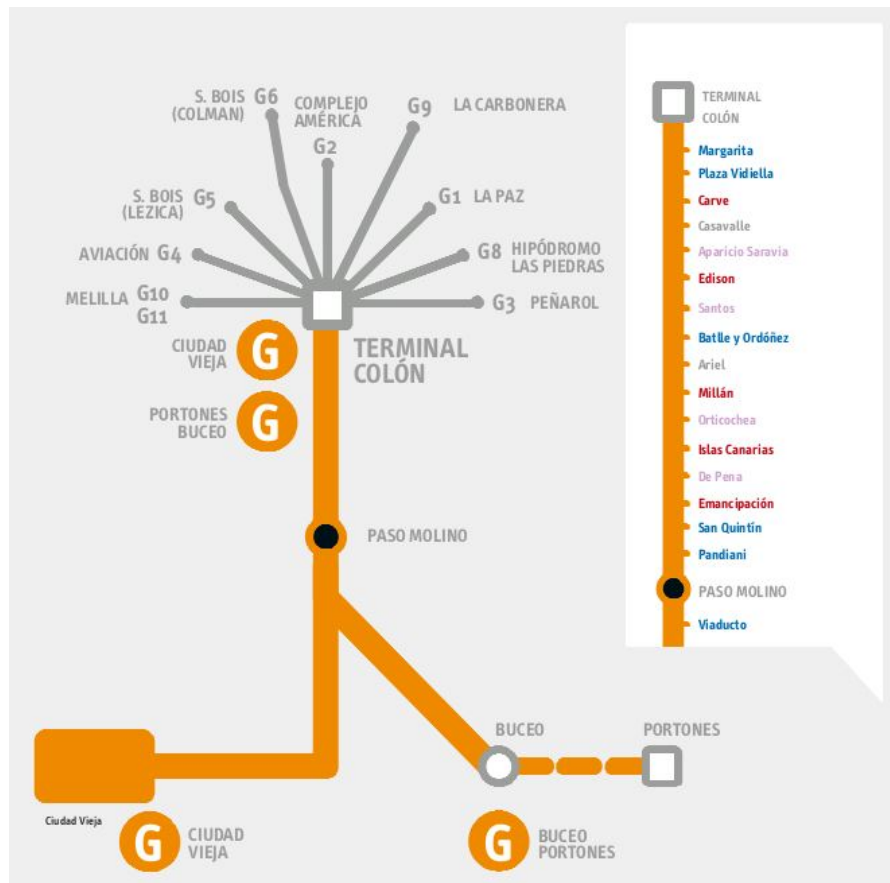 S. BOIS G6
(COLMAN)
COMPLEJO
AMÉRICA
G2
G9 LA CARBONERA
S. BOIS G5
(LEZICA)
G1 LA PAZ
AVIACIÓN G4
G8 HIPÓDROMO
LAS PIEDRAS
MELILLA G10
G11
G3 PEÑAROL
CIUDAD
VIEJA
G
TERMINAL
COLÓN
PORTONES
BUCEO
G
PASO MOLINO
BUCEO
PORTONES
Ciudad Vieja
G
CIUDAD
VIEJA
G
BUCEO
PORTONES
TERMINAL
COLÓN
Margarita
Plaza Vidiella
Carve
Casavalle
Aparicio Saravia
Edison
Santos
Batlle y Ordóñez
Ariel
Millán
Orticochea
Islas Canarias
De Pena
Emancipación
San Quintín
Pandiani
PASO MOLINO
Viaducto